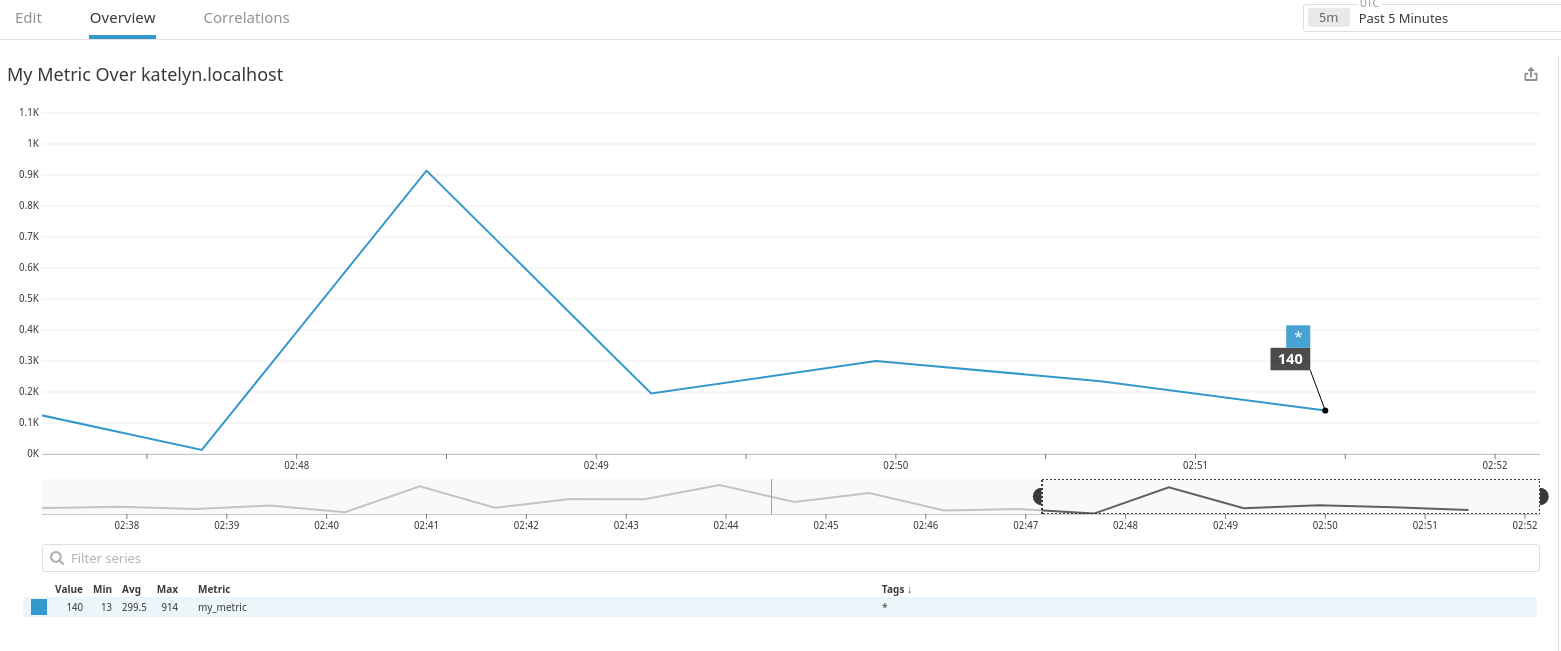 UTC
Edit Overview Correlations 5m Past 5 Minutes
My Metric Over katelyn.localhost
1.1K
1K
0.9K
0.8K
0.7K
0.6K
0.5K
0.4K
*
0.3K 140
0.2K
0.1K
0K
02:48 02:49 02:50 02:51 02:52
02:38 02:39 02:40 02:41 02:42 02:43 02:44 02:45 02:46 02:47 02:48 02:49 02:50 02:51 02:52
Filter series
Value Min Avg Max Metric Tags ↓
140 13 299.5 914 my_metric *